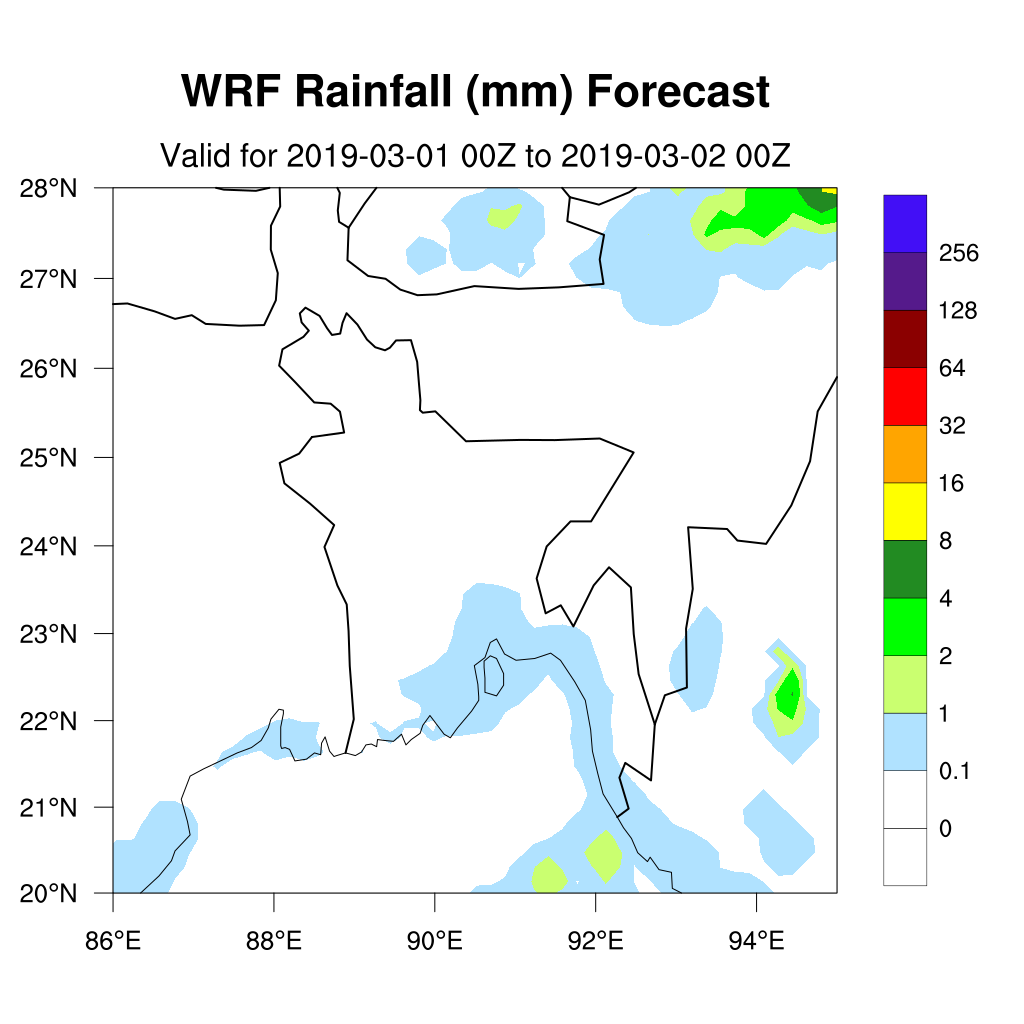 WRF Rainfall (mm) Forecast
Valid for 2019-03-01 00Z to 2019-03-02 00Z
28°N
27°N
26°N
25°N
24°N
23°N
22°N
21°N
20°N
86°E 88°E 90°E 92°E 94°E
256
128
64
32
16
8
4
2
1
0.1
0